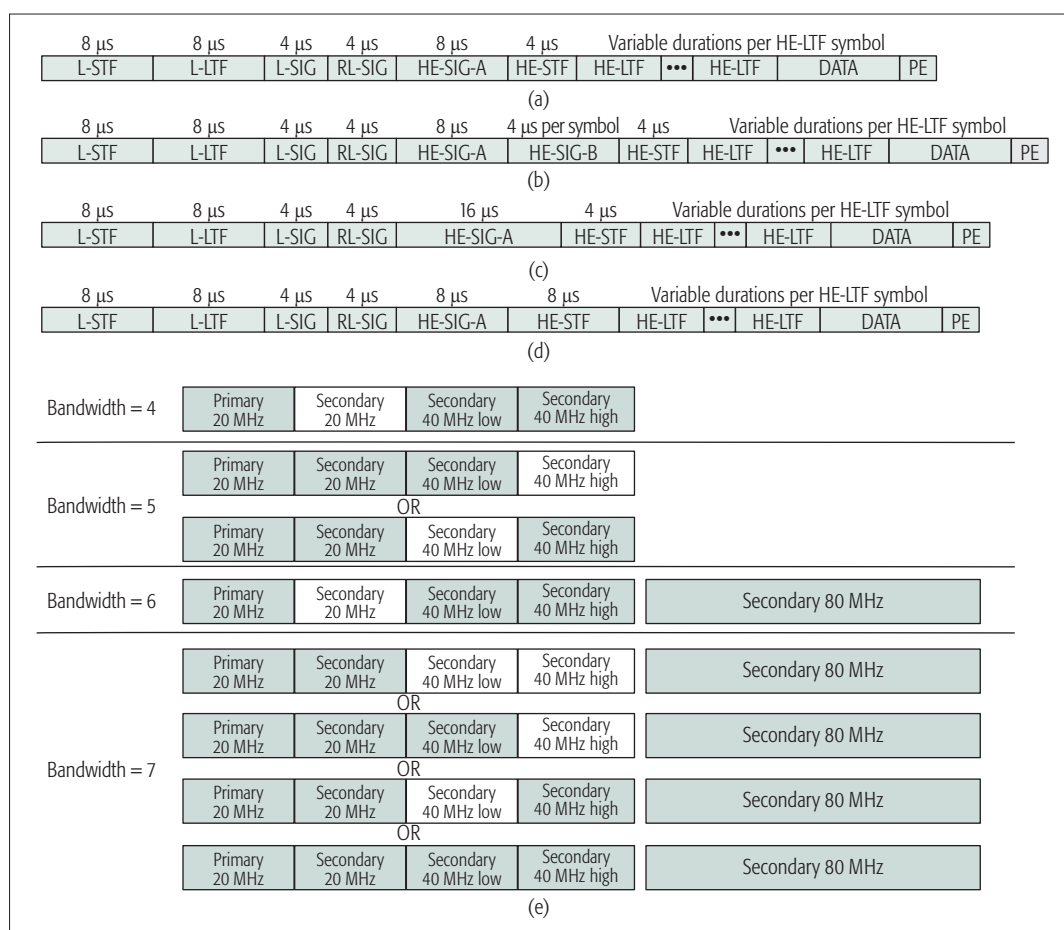 8 μs 8 μs 4 μs 4 μs 8 μs 4 μs Variable durations per HE-LTF symbol
L-STF L-LTF L-SIG RL-SIG HE-SIG-A HE-STF HE-LTF ••• HE-LTF DATA PE
(a)
8 μs 8 μs 4 μs 4 μs 8 μs 4 μs per symbol 4 μs Variable durations per HE-LTF symbol
L-STF L-LTF L-SIG RL-SIG HE-SIG-A HE-SIG-B HE-STF HE-LTF ••• HE-LTF DATA PE
(b)
8 μs 8 μs 4 μs 4 μs 16 μs 4 μs Variable durations per HE-LTF symbol
L-STF L-LTF L-SIG RL-SIG HE-SIG-A HE-STF HE-LTF ••• HE-LTF DATA PE
(c)
8 μs 8 μs 4 μs 4 μs 8 μs 8 μs Variable durations per HE-LTF symbol
L-STF L-LTF L-SIG RL-SIG HE-SIG-A HE-STF HE-LTF ••• HE-LTF DATA PE
(d)
Bandwidth = 4
Primary Secondary Secondary Secondary
20 MHz 20 MHz 40 MHz low 40 MHz high
Bandwidth = 5
Primary Secondary Secondary Secondary
20 MHz 20 MHz 40 MHz low 40 MHz high
OR
Primary Secondary Secondary Secondary
20 MHz 20 MHz 40 MHz low 40 MHz high
Bandwidth = 6
Primary Secondary Secondary Secondary
20 MHz 20 MHz 40 MHz low 40 MHz high
Secondary 80 MHz
Bandwidth = 7
Primary Secondary Secondary Secondary
20 MHz 20 MHz 40 MHz low 40 MHz high
Secondary 80 MHz
OR
Primary Secondary Secondary Secondary
20 MHz 20 MHz 40 MHz low 40 MHz high
Secondary 80 MHz
OR
Primary Secondary Secondary Secondary
20 MHz 20 MHz 40 MHz low 40 MHz high
Secondary 80 MHz
OR
Primary Secondary Secondary Secondary
20 MHz 20 MHz 40 MHz low 40 MHz high
Secondary 80 MHz
(e)